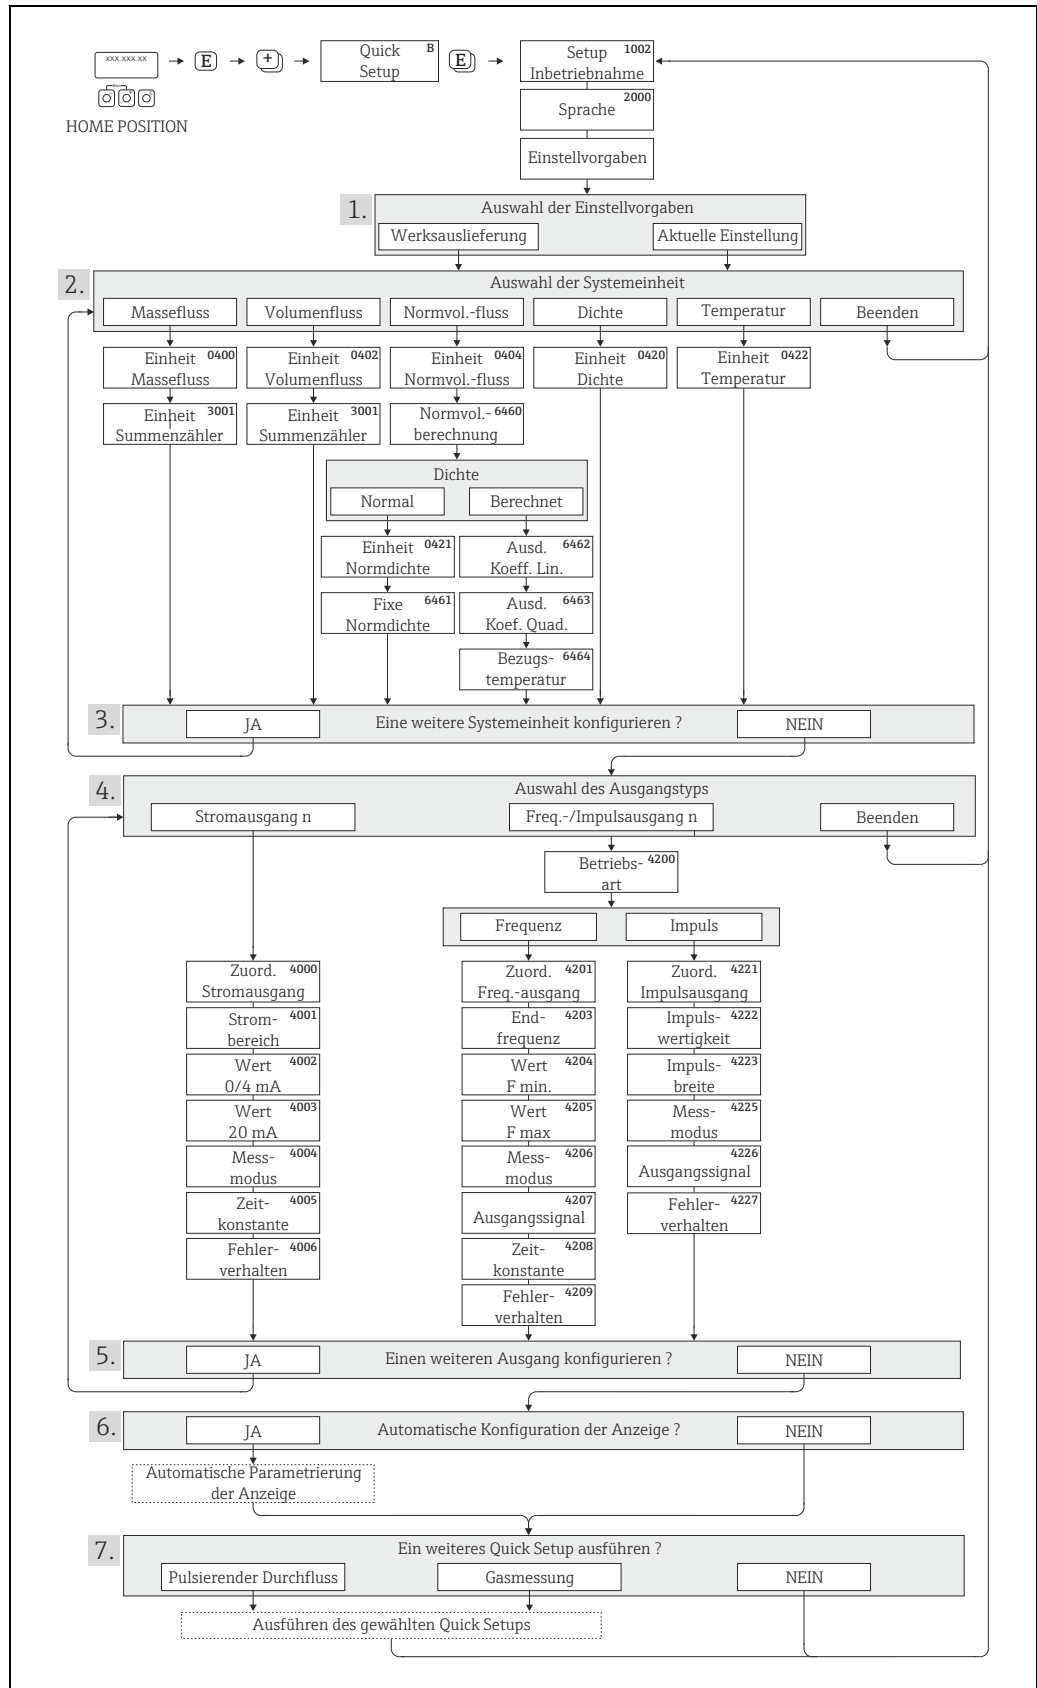 xxx.xxx.xx
Esc
E
+
Quick
Setup
B
E
Setup
Inbetriebnahme
1002
HOME POSITION
Sprache
2000
Einstellvorgaben
1.
Auswahl der Einstellvorgaben
Werksauslieferung
Aktuelle Einstellung
2.
Auswahl der Systemeinheit
Massefluss
Volumenfluss
Normvol.-fluss
Dichte
Temperatur
Beenden
Einheit 0400
Massefluss
Einheit 0402
Volumenfluss
Einheit 0404
Normvol.-fluss
Einheit 0420
Dichte
Einheit 0422
Temperatur
Einheit 3001
Summenzähler
Einheit 3001
Summenzähler
Normvol.- 6460
berechnung
Dichte
Normal
Berechnet
Einheit 0421
Normdichte
Ausd. 6462
Koeff. Lin.
Fixe 6461
Normdichte
Ausd. 6463
Koef. Quad.
Bezugs- 6464
temperatur
3.
JA
Eine weitere Systemeinheit konfigurieren ?
NEIN
4.
Auswahl des Ausgangstyps
Stromausgang n
Freq.-/Impulsausgang n
Beenden
Betriebs- 4200
art
Frequenz
Impuls
Zuord. 4000
Stromausgang
Strom- 4001
bereich
Wert 4002
0/4 mA
Wert 4003
20 mA
Mess- 4004
modus
Zeit- 4005
konstante
Fehler- 4006
verhalten
Zuord. 4201
Freq.-ausgang
End- 4203
frequenz
Wert 4204
F min.
Wert 4205
F max
Mess- 4206
modus
4207
Ausgangssignal
Zeit- 4208
konstante
Fehler- 4209
verhalten
Zuord. 4221
Impulsausgang
Impuls- 4222
wertigkeit
Impuls- 4223
breite
Mess- 4225
modus
4226
Ausgangssignal
Fehler- 4227
verhalten
5.
JA
Einen weiteren Ausgang konfigurieren ?
NEIN
6.
JA
Automatische Konfiguration der Anzeige ?
NEIN
Automatische Parametrierung
der Anzeige
7.
Ein weiteres Quick Setup ausführen ?
Pulsierender Durchfluss
Gasmessung
NEIN
Ausführen des gewählten Quick Setups